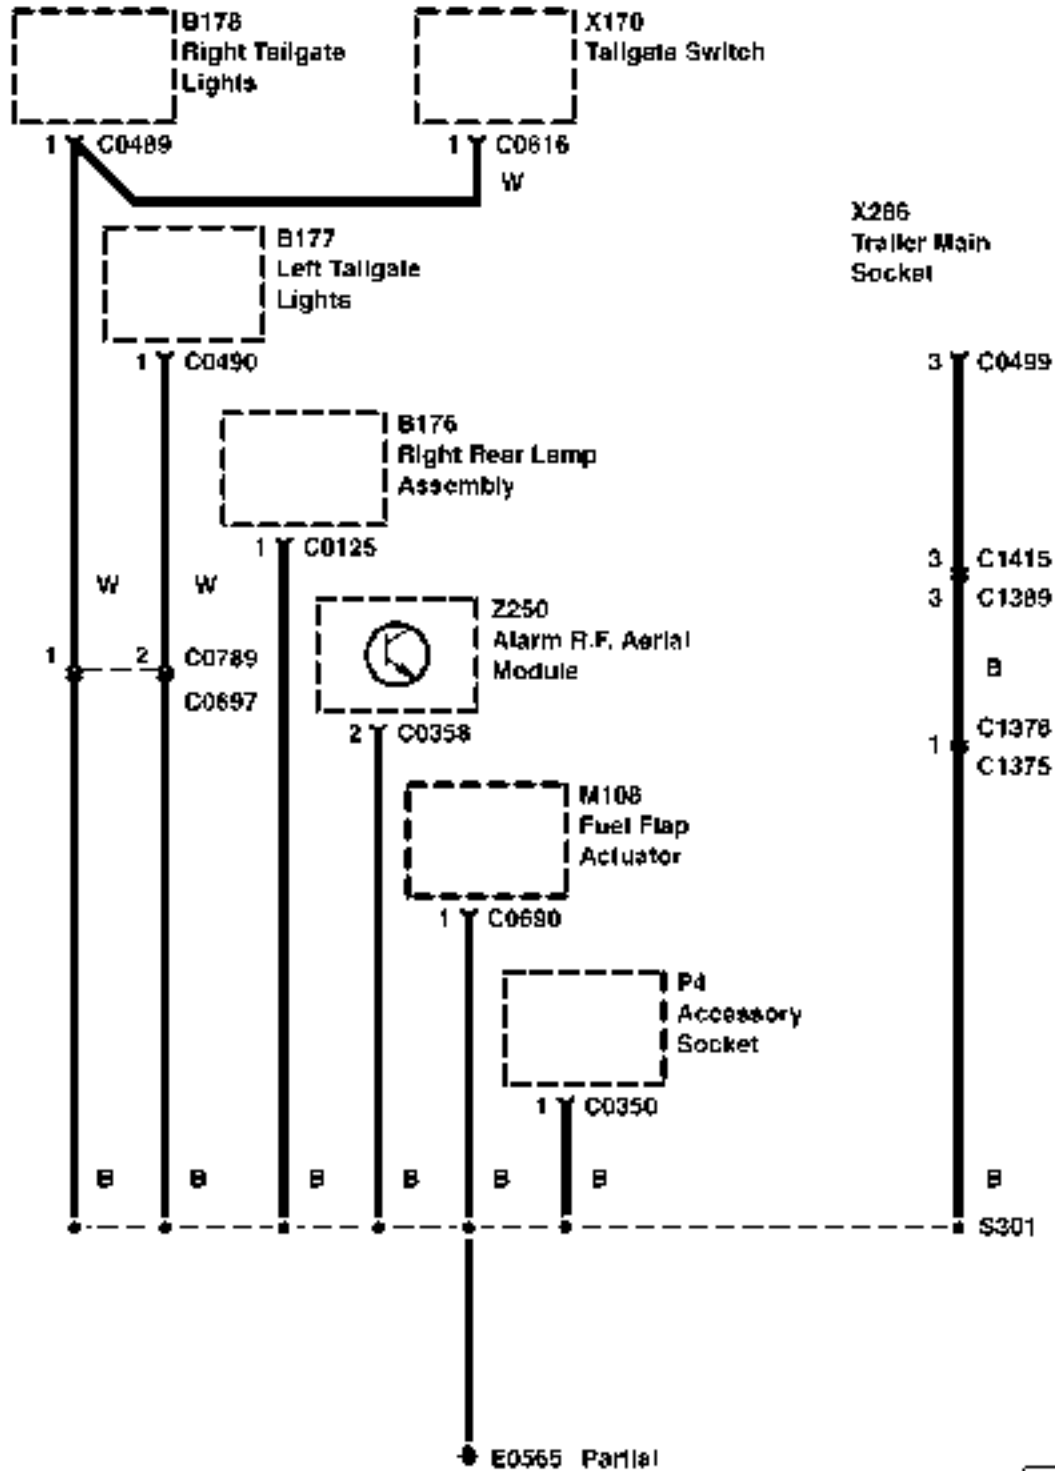 B178
Right Tailgate
Lights
X170
Tailgate Switch
1 C0489
1 C0616
W
X286
Trailer Main
Socket
B177
Left Tailgate
Lights
1 C0490
3 C0499
B176
Right Rear Lamp
Assembly
1 C0125
3 C1415
3 C1389
W W
Z250
Alarm R.F. Aerial
Module
1 2 C0789
C0697
B
2 C0358
C1376
1
C1375
M108
Fuel Flap
Actuator
1 C0690
P4
Accessory
Socket
1 C0350
B B B B B B B
S301
E0565 Partial